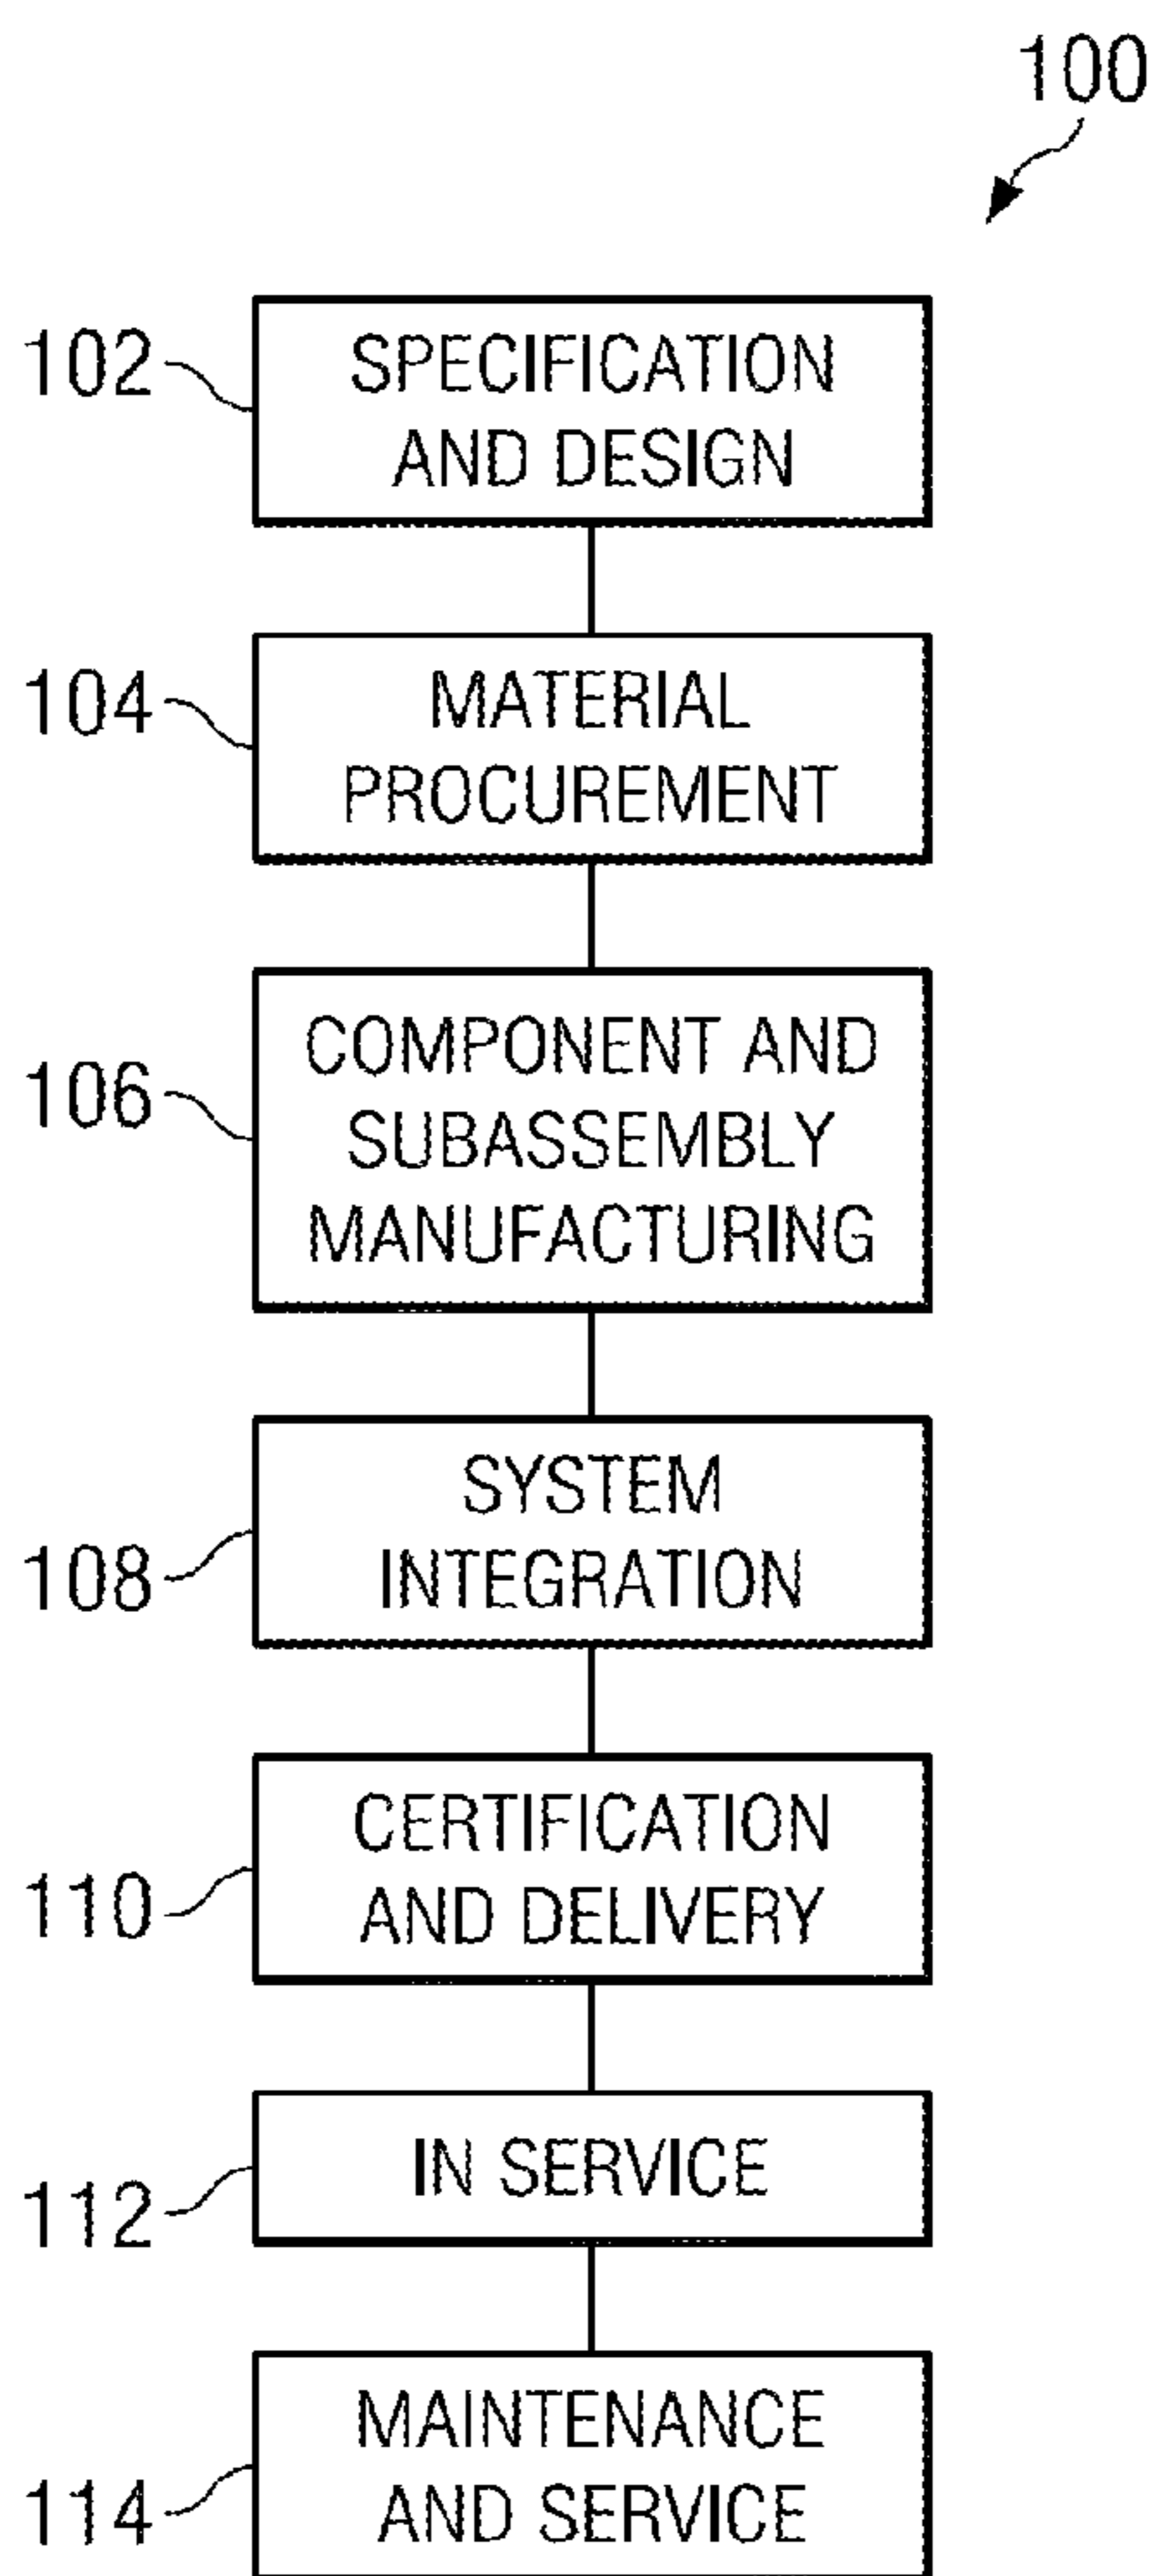 100
102
SPECIFICATION
AND DESIGN
104
MATERIAL
PROCUREMENT
106
COMPONENT AND
SUBASSEMBLY
MANUFACTURING
108
SYSTEM
INTEGRATION
110
CERTIFICATION
AND DELIVERY
112
IN SERVICE
114
MAINTENANCE
AND SERVICE